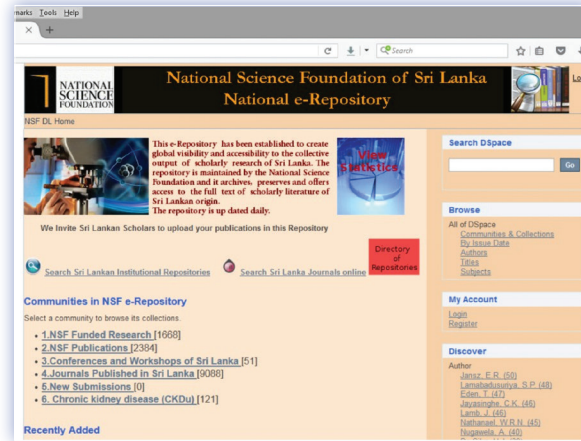 marks Tools Help
Search
NATIONAL
SCIENCE
FOUNDATION
National Science Foundation of Sri Lanka
National e-Repository
NSF DL Home
This e-Repository has been established to create
global visibility and accessibility to the collective
output of scholarly research of Sri Lanka. The
repository is maintained by the National Science
Foundation and it archives, preserves and offers
access to the full text of scholarly literature of
Sri Lankan origin.
The repository is up dated daily.
View
Statistics
We Invite Sri Lankan Scholars to upload your publications in this Repository
Search Sri Lankan Institutional Repositories
Search Sri Lanka Journals online
Directory
of
Repositories
Communities in NSF e-Repository
Select a community to browse its collections.
1.NSF Funded Research [1668]
2.NSF Publications [2384]
3.Conferences and Workshops of Sri Lanka [51]
4.Journals Published in Sri Lanka [9088]
5.New Submissions [0]
6. Chronic kidney disease (CKDu) [121]
Recently Added
Search DSpace
Go
Browse
All of DSpace
Communities & Collections
By Issue Date
Authors
Titles
Subjects
My Account
Login
Register
Discover
Author
Jansz, E.R. (50)
Lamabadusuriya, S.P. (48)
Eden, T. (47)
Jayasinghe, C.K. (46)
Lamb, J. (46)
Nathanael, W.R.N. (45)
Nugawela, A. (40)